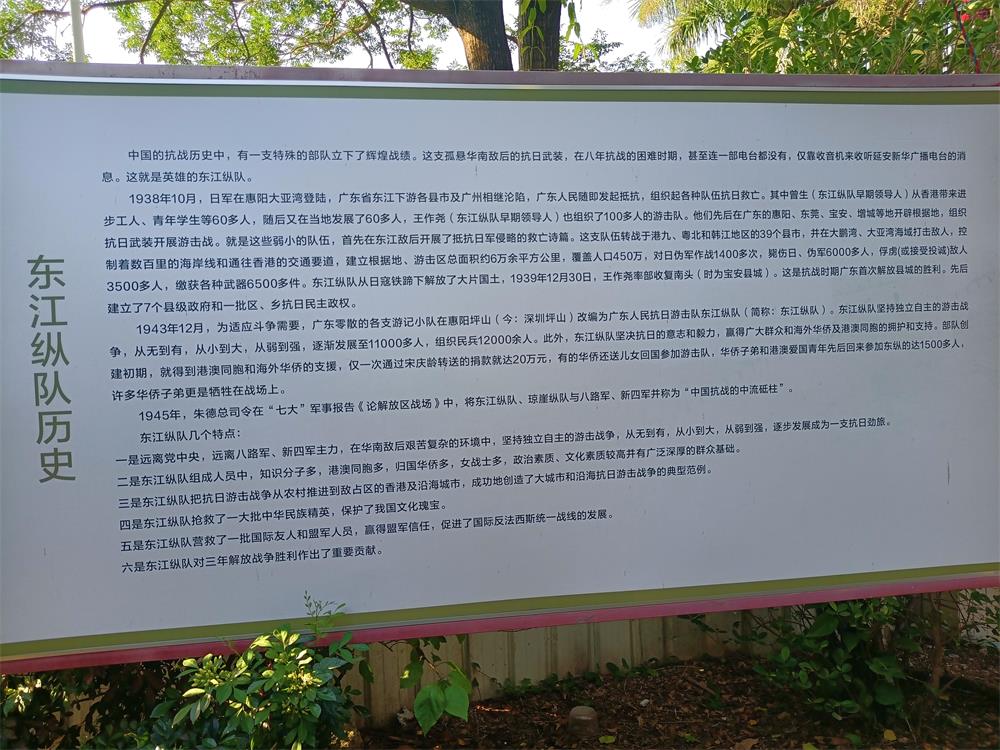 东江纵队历史
中国的抗战历史中，有一支特殊的部队立下了辉煌战绩。这支孤悬华南敌后的抗日武装，在八年抗战的困难时期，甚至连一部电台都没有，仅靠收音机来收听延安新华广播电台的消
息。这就是英雄的东江纵队。
1938年10月，日军在惠阳大亚湾登陆，广东省东江下游各县市及广州相继沦陷，广东人民随即发起抵抗，组织起各种队伍抗日救亡。其中曾生（东江纵队早期领导人）从香港带来进
步工人、青年学生等60多人，随后又在当地发展了60多人，王作尧（东江纵队早期领导人）也组织了100多人的游击队。他们先后在广东的惠阳、东莞、宝安、增城等地开辟根据地，组织
抗日武装开展游击战。就是这些弱小的队伍，首先在东江敌后开展了抵抗日军侵略的救亡诗篇。这支队伍转战于港九、粤北和韩江地区的39个县市，并在大鹏湾、大亚湾海域打击敌人，控
制着数百里的海岸线和通往香港的交通要道，建立根据地、游击区总面积约6万余平方公里，覆盖人口450万，对日伪军作战1400多次，毙伤日、伪军6000多人，俘虏(或接受投诚)敌人
3500多人，缴获各种武器6500多件。东江纵队从日寇铁蹄下解放了大片国土，1939年12月30日，王作尧率部收复南头（时为宝安县城）。这是抗战时期广东首次解放县城的胜利。先后
建立了7个县级政府和一批区、乡抗日民主政权。
1943年12月，为适应斗争需要，广东零散的各支游记小队在惠阳坪山（今：深圳坪山）改编为广东人民抗日游击队东江纵队（简称：东江纵队）。东江纵队坚持独立自主的游击战
争，从无到有，从小到大，从弱到强，逐渐发展至11000多人，组织民兵12000余人。此外，东江纵队坚决抗日的意志和毅力，赢得广大群众和海外华侨及港澳同胞的拥护和支持。部队创
建初期，就得到港澳同胞和海外华侨的支援，仅一次通过宋庆龄转送的捐款就达20万元，有的华侨还送儿女回国参加游击队，华侨子弟和港澳爱国青年先后回来参加东纵的达1500多人，
许多华侨子弟更是牺牲在战场上。
1945年，朱德总司令在“七大”军事报告《论解放区战场》中，将东江纵队、琼崖纵队与八路军、新四军并称为“中国抗战的中流砥柱”。
东江纵队几个特点：
一是远离党中央，远离八路军、新四军主力，在华南敌后艰苦复杂的环境中，坚持独立自主的游击战争，从无到有，从小到大，从弱到强，逐步发展成为一支抗日劲旅。
二是东江纵队组成人员中，知识分子多，港澳同胞多，归国华侨多，女战士多，政治素质、文化素质较高并有广泛深厚的群众基础。
三是东江纵队把抗日游击战争从农村推进到敌占区的香港及沿海城市，成功地创造了大城市和沿海抗日游击战争的典型范例。
四是东江纵队抢救了一大批中华民族精英，保护了我国文化瑰宝。
五是东江纵队营救了一批国际友人和盟军人员，赢得盟军信任，促进了国际反法西斯统一战线的发展。
六是东江纵队对三年解放战争胜利作出了重要贡献。